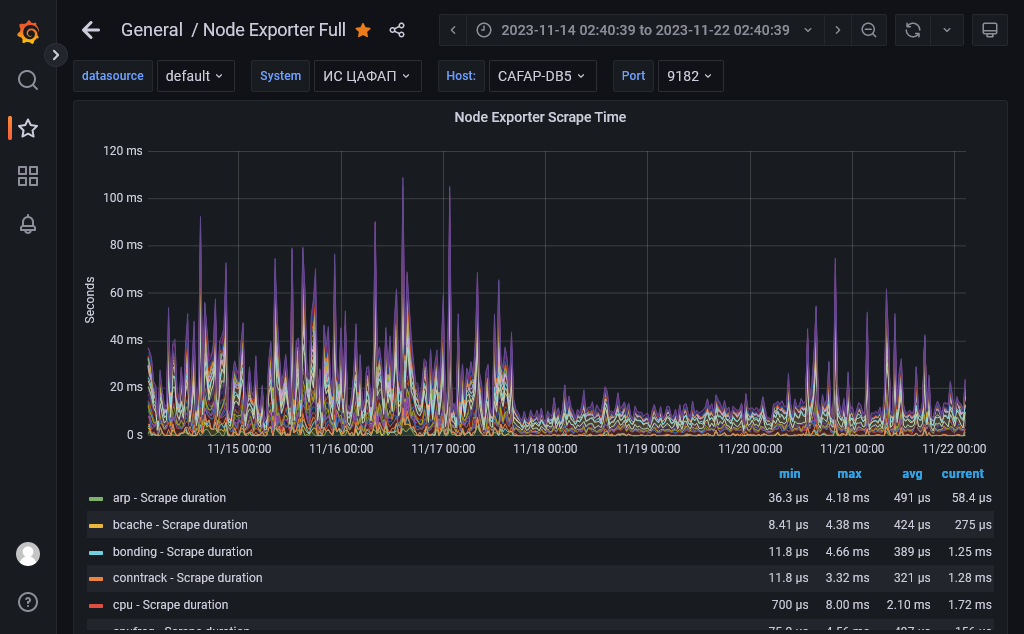 General / Node Exporter Full
2023-11-14 02:40:39 to 2023-11-22 02:40:39
datasource default System ИС ЦАФАП Host: CAFAP-DB5 Port 9182
Node Exporter Scrape Time
120 ms
100 ms
80 ms
60 ms
40 ms
20 ms
0 s
Seconds
11/15 00:00 11/16 00:00 11/17 00:00 11/18 00:00 11/19 00:00 11/20 00:00 11/21 00:00 11/22 00:00
min max avg current
arp - Scrape duration 36.3 µs 4.18 ms 491 µs 58.4 µs
bcache - Scrape duration 8.41 µs 4.38 ms 424 µs 275 µs
bonding - Scrape duration 11.8 µs 4.66 ms 389 µs 1.25 ms
conntrack - Scrape duration 11.8 µs 3.32 ms 321 µs 1.28 ms
cpu - Scrape duration 700 µs 8.00 ms 2.10 ms 1.72 ms